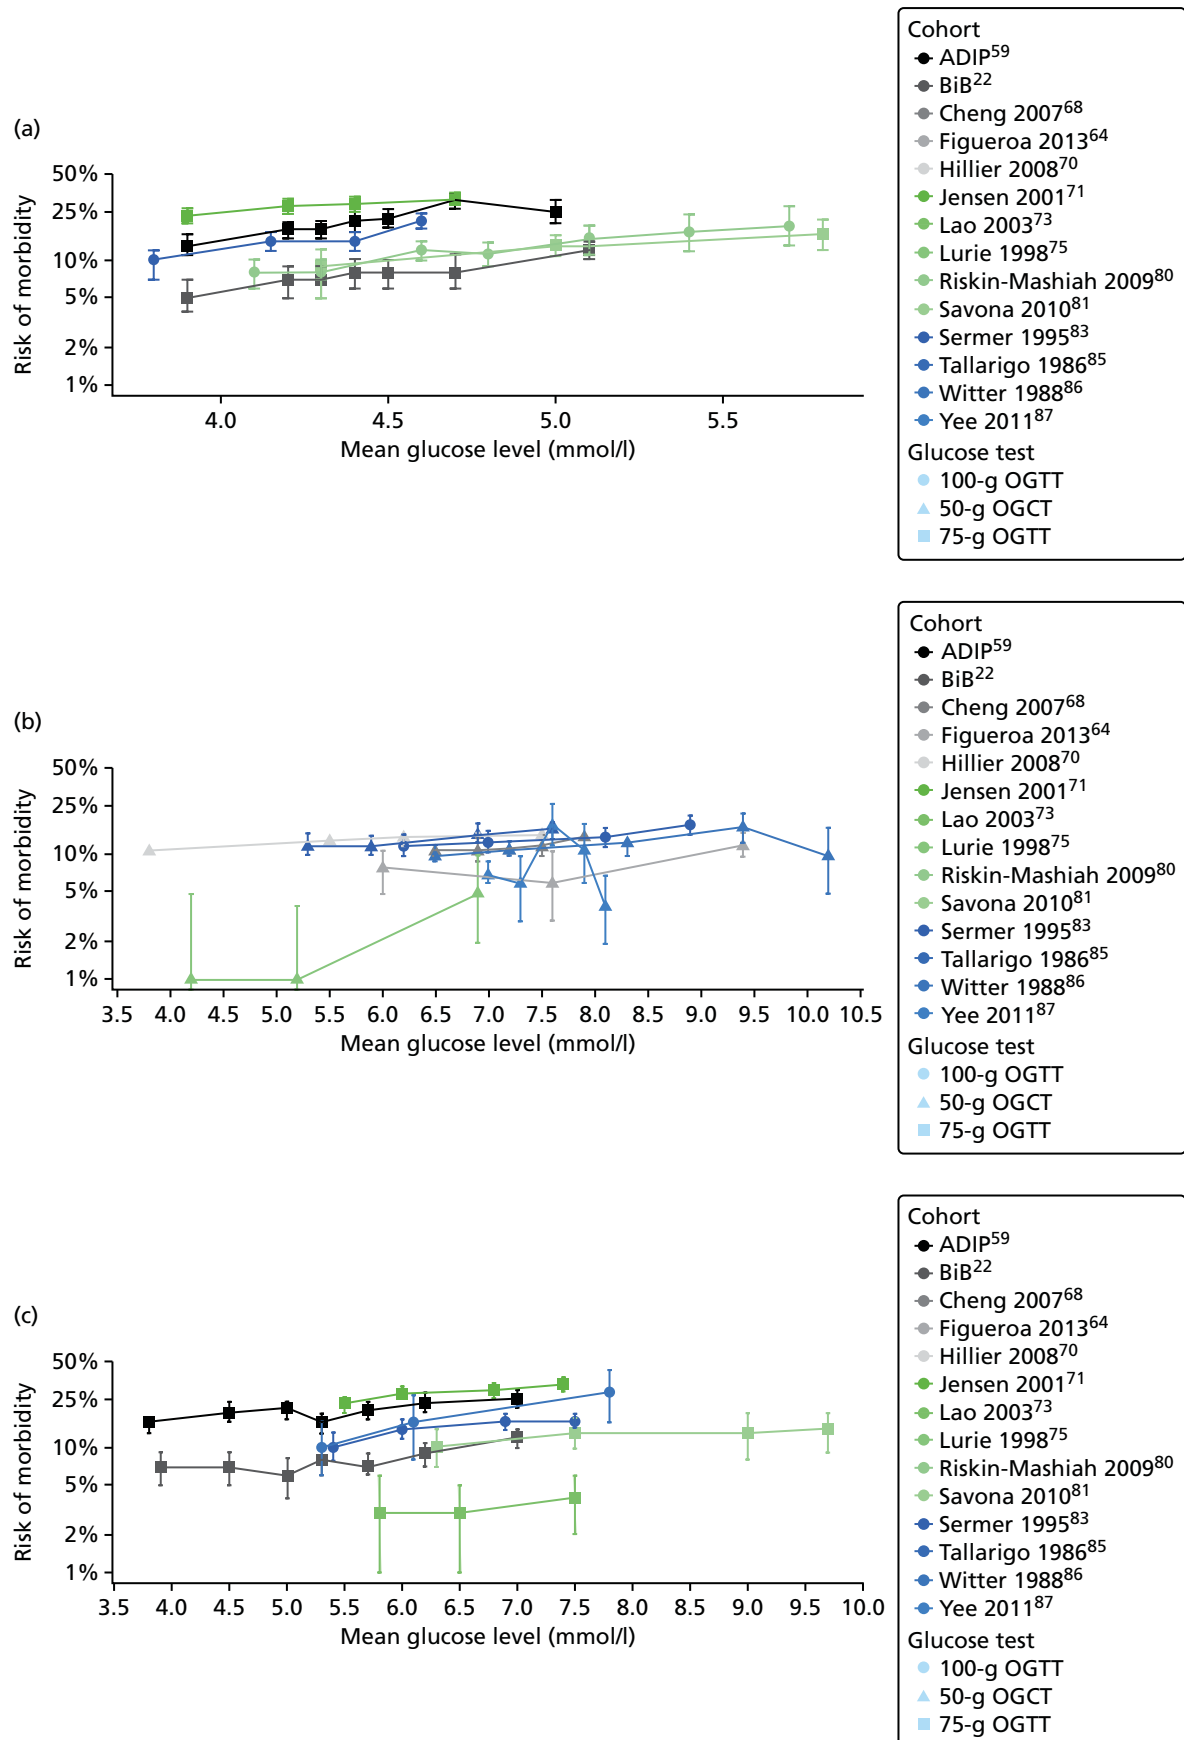 (a)
50%
25%
10%
5%
2%
1%
Risk of morbidity
4.0 4.5 5.0 5.5
Mean glucose level (mmol/l)
Cohort
ADIP59
BiB22
Cheng 200768
Figueroa 201364
Hillier 200870
Jensen 200171
Lao 200373
Lurie 199875
Riskin-Mashiah 200980
Savona 201081
Sermer 199583
Tallarigo 198685
Witter 198886
Yee 201187
Glucose test
100-g OGTT
50-g OGCT
75-g OGTT
(b)
50%
25%
10%
5%
2%
1%
Risk of morbidity
3.5 4.0 4.5 5.0 5.5 6.0 6.5 7.0 7.5 8.0 8.5 9.0 9.5 10.0 10.5
Mean glucose level (mmol/l)
Cohort
ADIP59
BiB22
Cheng 200768
Figueroa 201364
Hillier 200870
Jensen 200171
Lao 200373
Lurie 199875
Riskin-Mashiah 200980
Savona 201081
Sermer 199583
Tallarigo 198685
Witter 198886
Yee 201187
Glucose test
100-g OGTT
50-g OGCT
75-g OGTT
(c)
50%
25%
10%
5%
2%
1%
Risk of morbidity
3.5 4.0 4.5 5.0 5.5 6.0 6.5 7.0 7.5 8.0 8.5 9.0 9.5 10.0
Mean glucose level (mmol/l)
Cohort
ADIP59
BiB22
Cheng 200768
Figueroa 201364
Hillier 200870
Jensen 200171
Lao 200373
Lurie 199875
Riskin-Mashiah 200980
Savona 201081
Sermer 199583
Tallarigo 198685
Witter 198886
Yee 201187
Glucose test
100-g OGTT
50-g OGCT
75-g OGTT